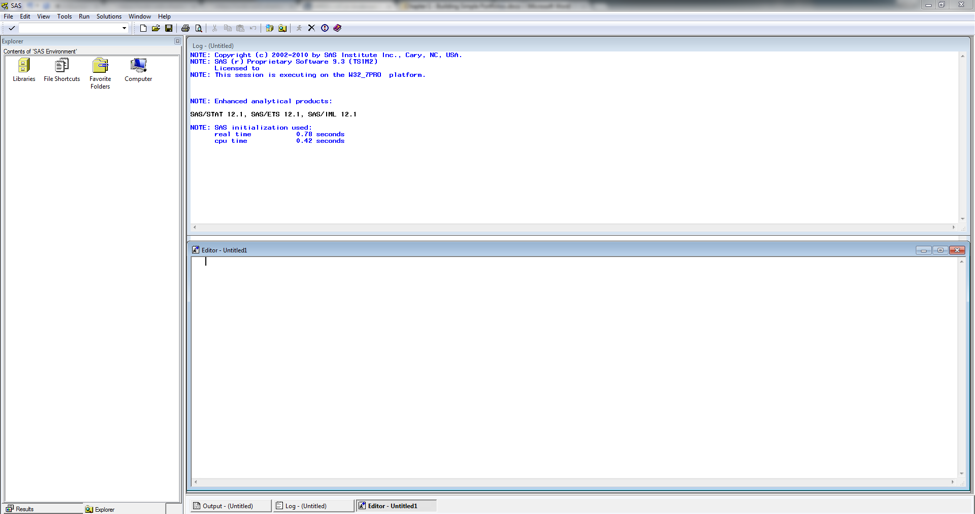 SAS
File Edit View Tools Run Solutions Window Help
Explorer
Contents of 'SAS Environment'
Libraries
File Shortcuts
Favorite
Folders
Computer
Log - (Untitled)
NOTE: Copyright (c) 2002-2010 by SAS Institute Inc., Cary, NC, USA.
NOTE: SAS (r) Proprietary Software 9.3 (TS1M2)
Licensed to
NOTE: This session is executing on the W32_7PRO platform.
NOTE: Enhanced analytical products:
SAS/STAT 12.1, SAS/ETS 12.1, SAS/IML 12.1
NOTE: SAS initialization used:
real time 0.78 seconds
cpu time 0.42 seconds
Editor - Untitled1
Results
Explorer
Output - (Untitled)
Log - (Untitled)
Editor - Untitled1